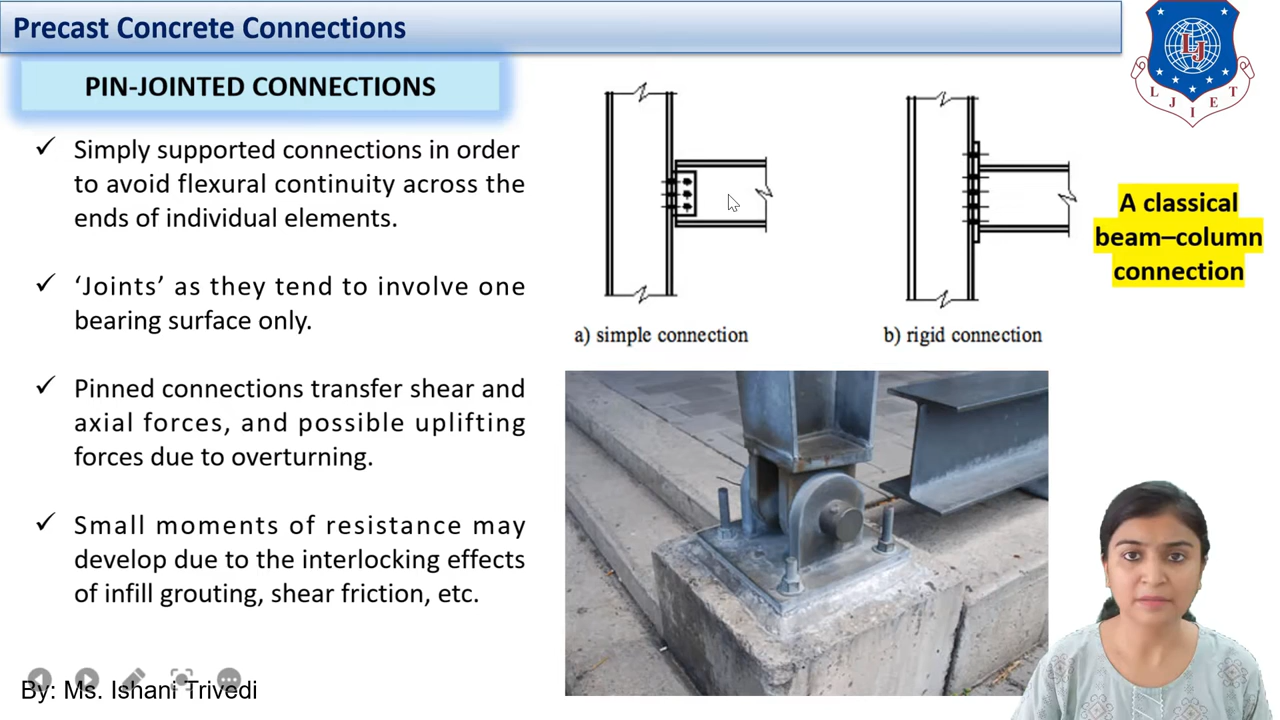 Precast Concrete Connections
PIN-JOINTED CONNECTIONS
Simply supported connections in order
to avoid flexural continuity across the
ends of individual elements.
‘Joints’ as they tend to involve one
bearing surface only.
Pinned connections transfer shear and
axial forces, and possible uplifting
forces due to overturning.
Small moments of resistance may
develop due to the interlocking effects
of infill grouting, shear friction, etc.
By: Ms. Ishani Trivedi
a) simple connection
b) rigid connection
A classical
beam–column
connection
LJ
LJIET